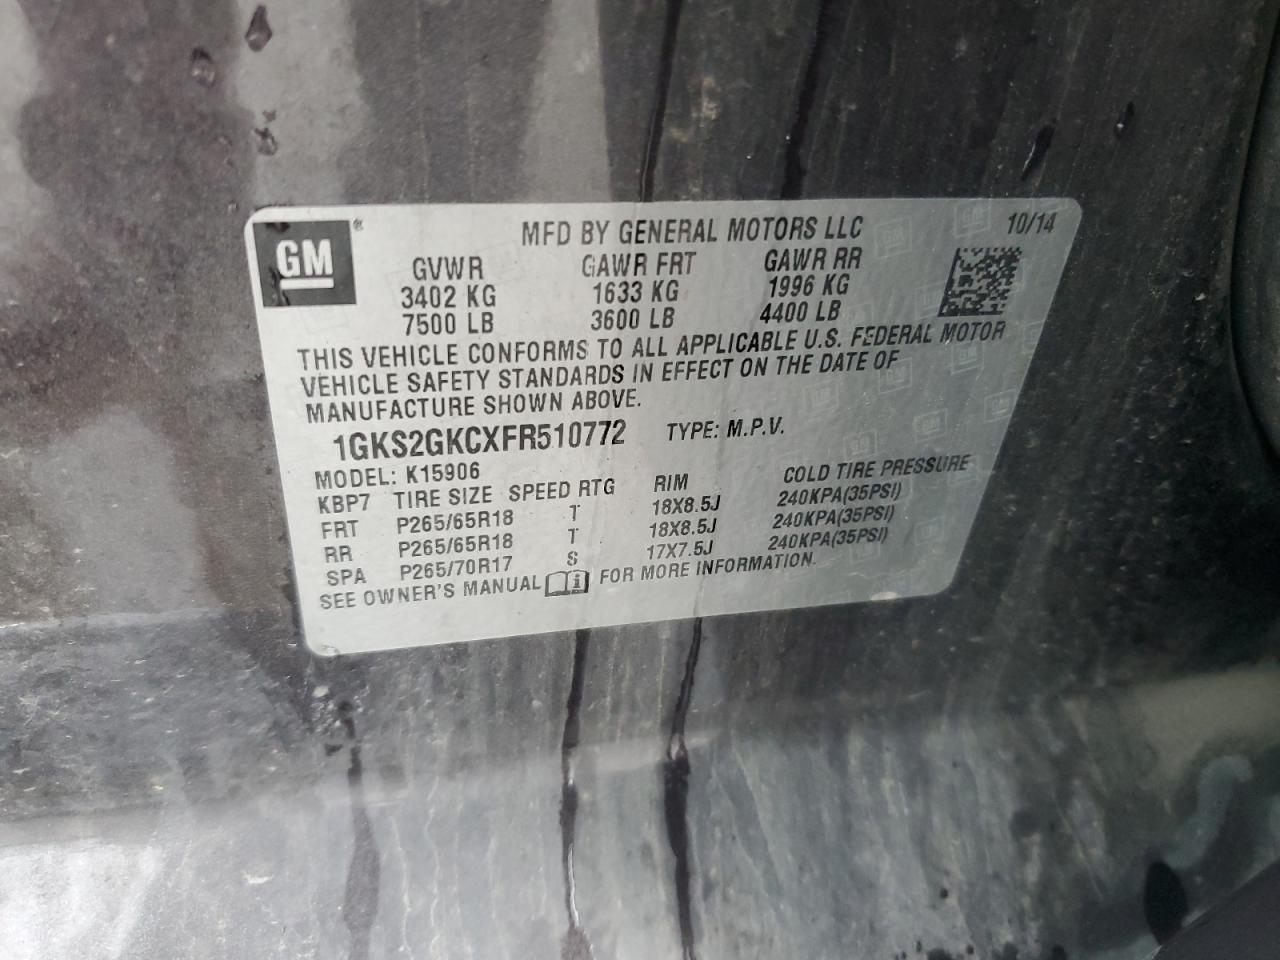 GM ® MFD BY GENERAL MOTORS LLC 10/14
GVWR GAWR FRT GAWR RR
3402 KG 1633 KG 1996 KG
7500 LB 3600 LB 4400 LB
THIS VEHICLE CONFORMS TO ALL APPLICABLE U.S. FEDERAL MOTOR
VEHICLE SAFETY STANDARDS IN EFFECT ON THE DATE OF
MANUFACTURE SHOWN ABOVE.
1GKS2GKCXFR510772 TYPE: M.P.V.
MODEL: K15906
KBP7 TIRE SIZE SPEED RTG RIM COLD TIRE PRESSURE
FRT P265/65R18 T 18X8.5J 240KPA(35PSI)
RR P265/65R18 T 18X8.5J 240KPA(35PSI)
SPA P265/70R17 S 17X7.5J 240KPA(35PSI)
SEE OWNER'S MANUAL i FOR MORE INFORMATION.